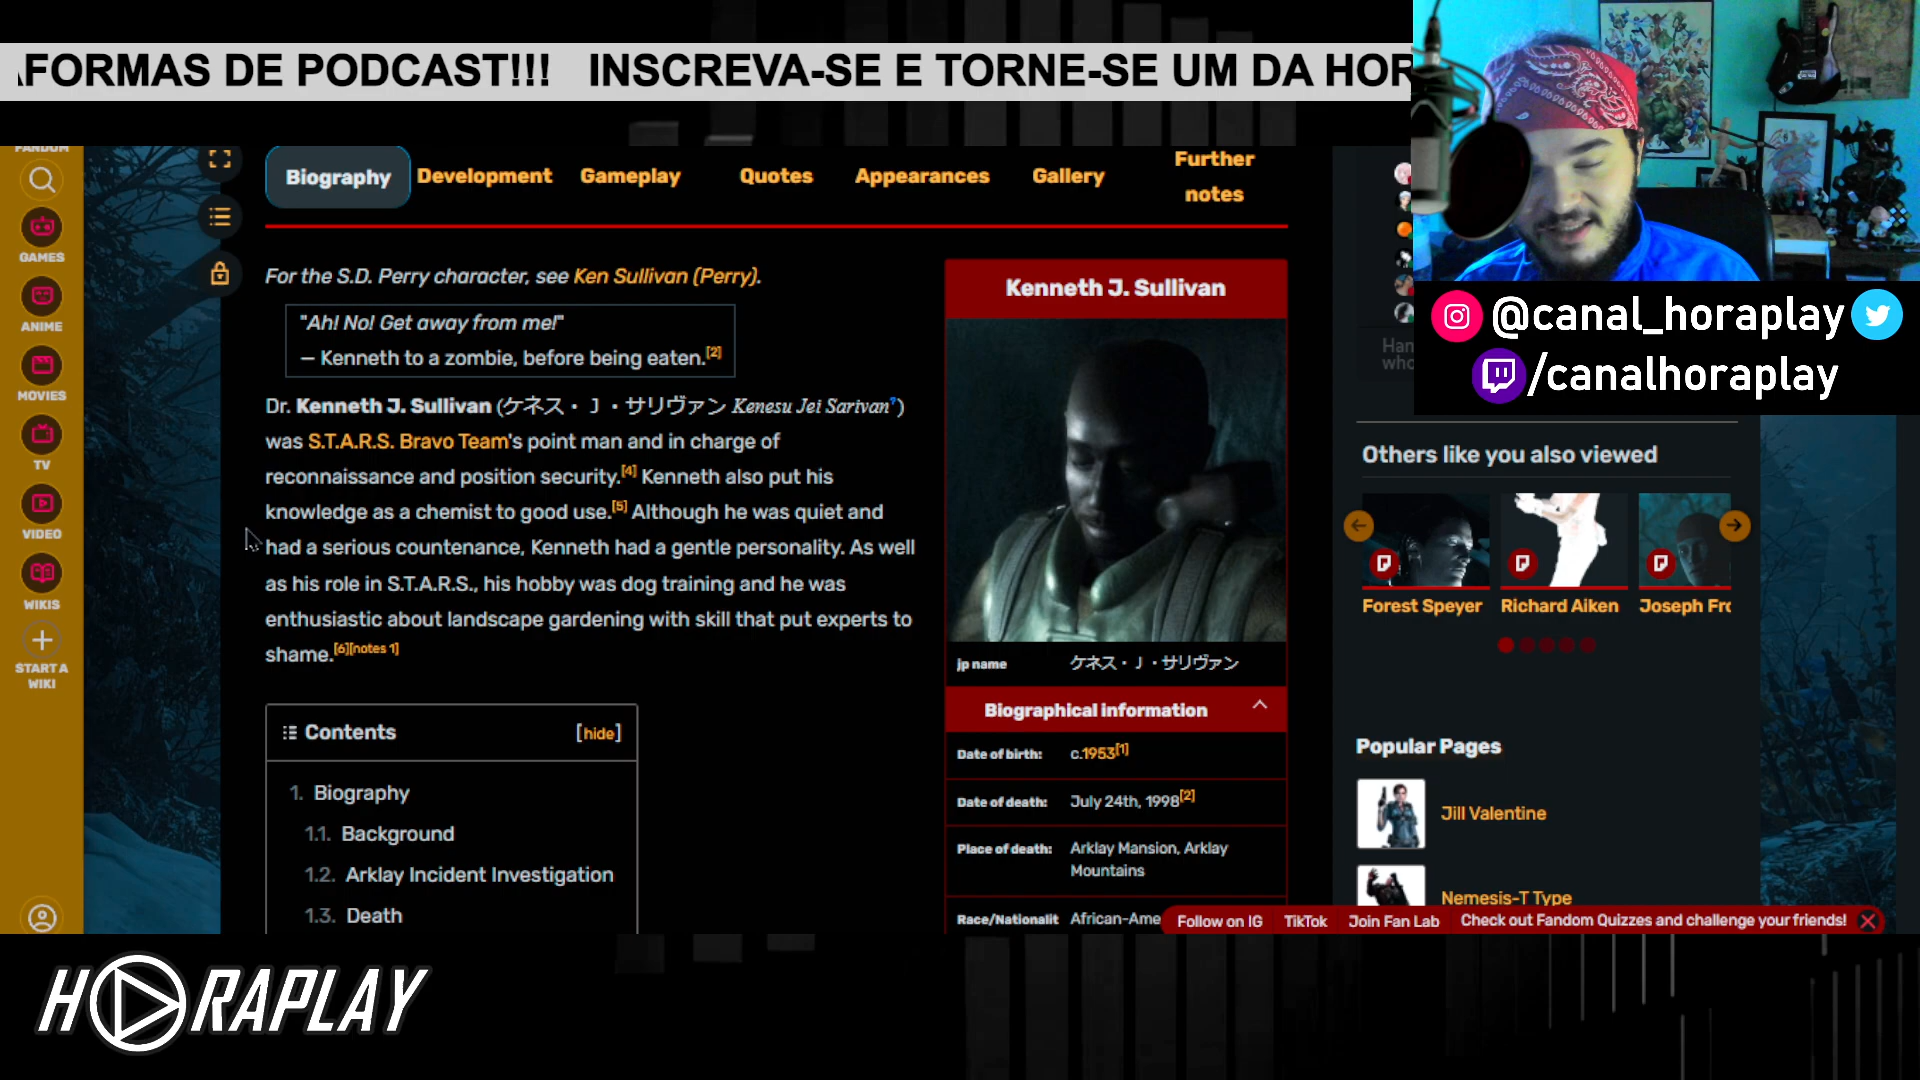 FORMAS DE PODCAST!!! INSCREVA-SE E TORNE-SE UM DA HOR
@canal_horaplay
/canalhoraplay
FANDOM
GAMES
ANIME
MOVIES
TV
VIDEO
WIKIS
START A
WIKI
Biography
Development
Gameplay
Quotes
Appearances
Gallery
Further
notes
For the S.D. Perry character, see Ken Sullivan (Perry).
"Ah! No! Get away from me!"
— Kenneth to a zombie, before being eaten.[2]
Dr. Kenneth J. Sullivan (ケネス・J・サリヴァン Kenesu Jei Sarivan?)
was S.T.A.R.S. Bravo Team's point man and in charge of
reconnaissance and position security.[4] Kenneth also put his
knowledge as a chemist to good use.[5] Although he was quiet and
had a serious countenance, Kenneth had a gentle personality. As well
as his role in S.T.A.R.S., his hobby was dog training and he was
enthusiastic about landscape gardening with skill that put experts to
shame.[6][notes 1]
Contents [hide]
1. Biography
1.1. Background
1.2. Arklay Incident Investigation
1.3. Death
Kenneth J. Sullivan
jp name ケネス・J・サリヴァン
Biographical information
Date of birth: c.1953[1]
Date of death: July 24th, 1998[2]
Place of death: Arklay Mansion, Arklay
Mountains
Race/Nationalit African-Ame
Han
who
Others like you also viewed
Forest Speyer
Richard Aiken
Joseph Fro
Popular Pages
Jill Valentine
Nemesis-T Type
Follow on IG TikTok Join Fan Lab Check out Fandom Quizzes and challenge your friends!
HORAPLAY